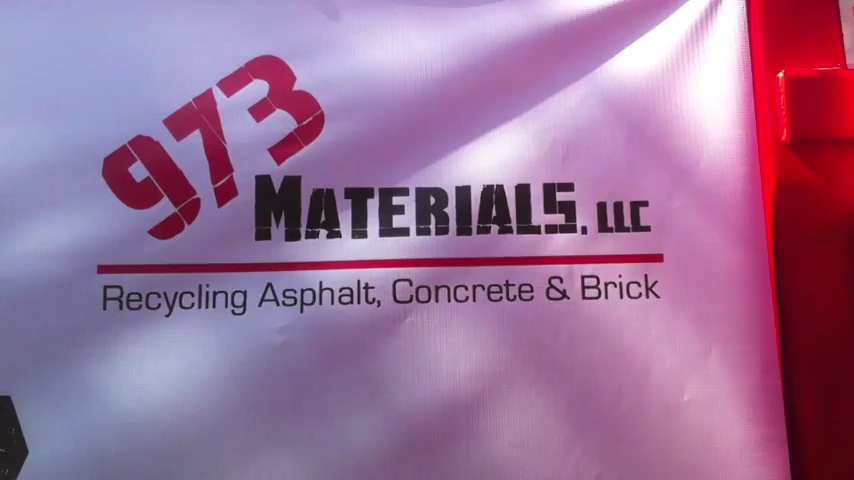 973
MATERIALS, LLC
Recycling Asphalt, Concrete & Brick